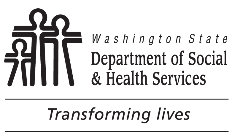 Washington State
Department of Social
& Health Services
Transforming lives